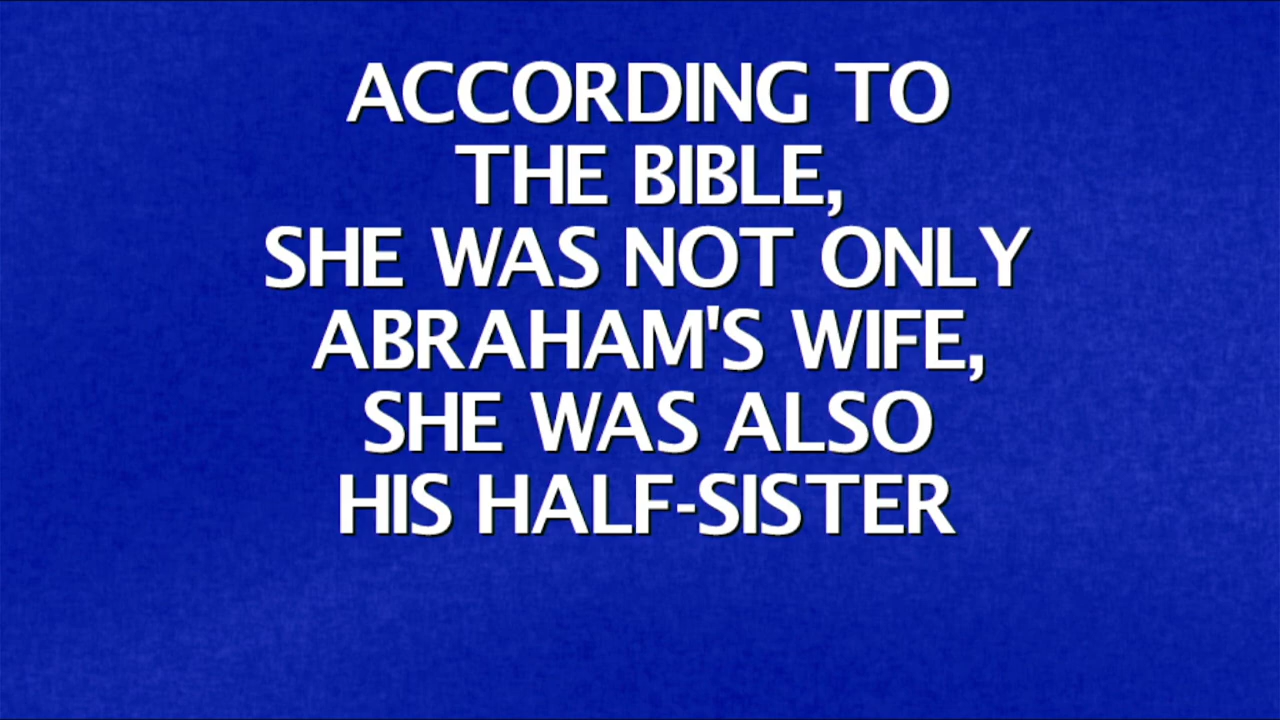 ACCORDING TO
THE BIBLE,
SHE WAS NOT ONLY
ABRAHAM'S WIFE,
SHE WAS ALSO
HIS HALF-SISTER